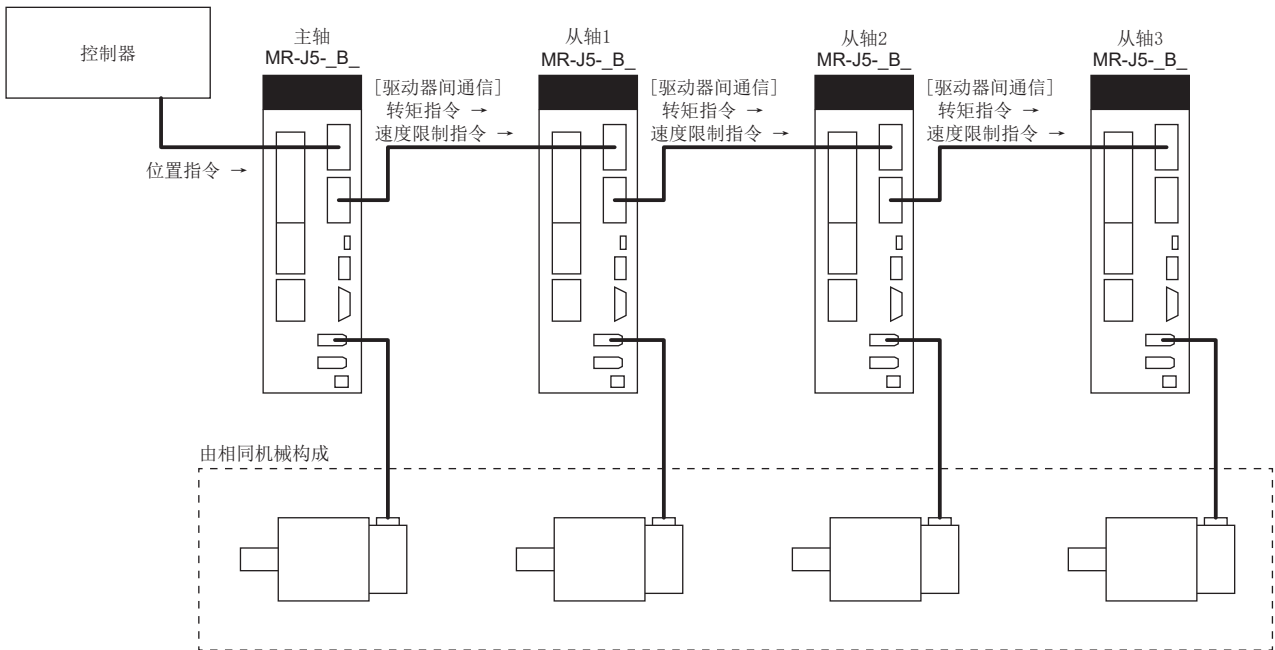 控制器
主轴
MR-J5-_B_
从轴1
MR-J5-_B_
从轴2
MR-J5-_B_
从轴3
MR-J5-_B_
[驱动器间通信]
转矩指令 →
速度限制指令 →
[驱动器间通信]
转矩指令 →
速度限制指令 →
[驱动器间通信]
转矩指令 →
速度限制指令 →
位置指令 →
由相同机械构成